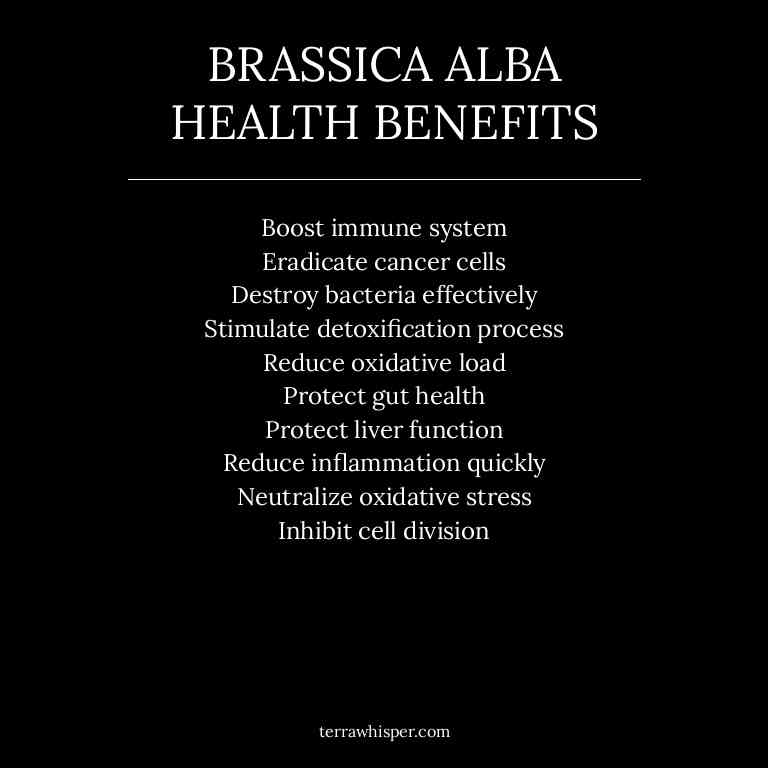 BRASSICA ALBA
HEALTH BENEFITS
Boost immune system
Eradicate cancer cells
Destroy bacteria effectively
Stimulate detoxification process
Reduce oxidative load
Protect gut health
Protect liver function
Reduce inflammation quickly
Neutralize oxidative stress
Inhibit cell division
terrawhisper.com